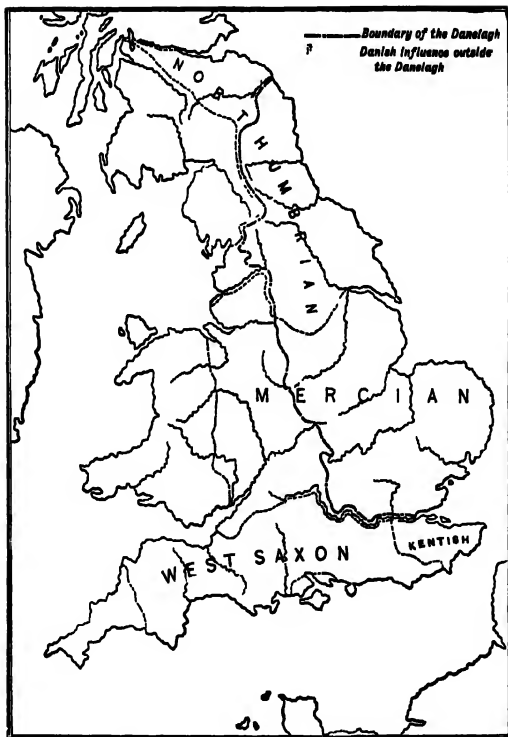 Boundary of the Danelagh
Danish Influence outside
the Danelagh
NORTHUMBRIAN
MERCIAN
WEST SAXON
KENTISH